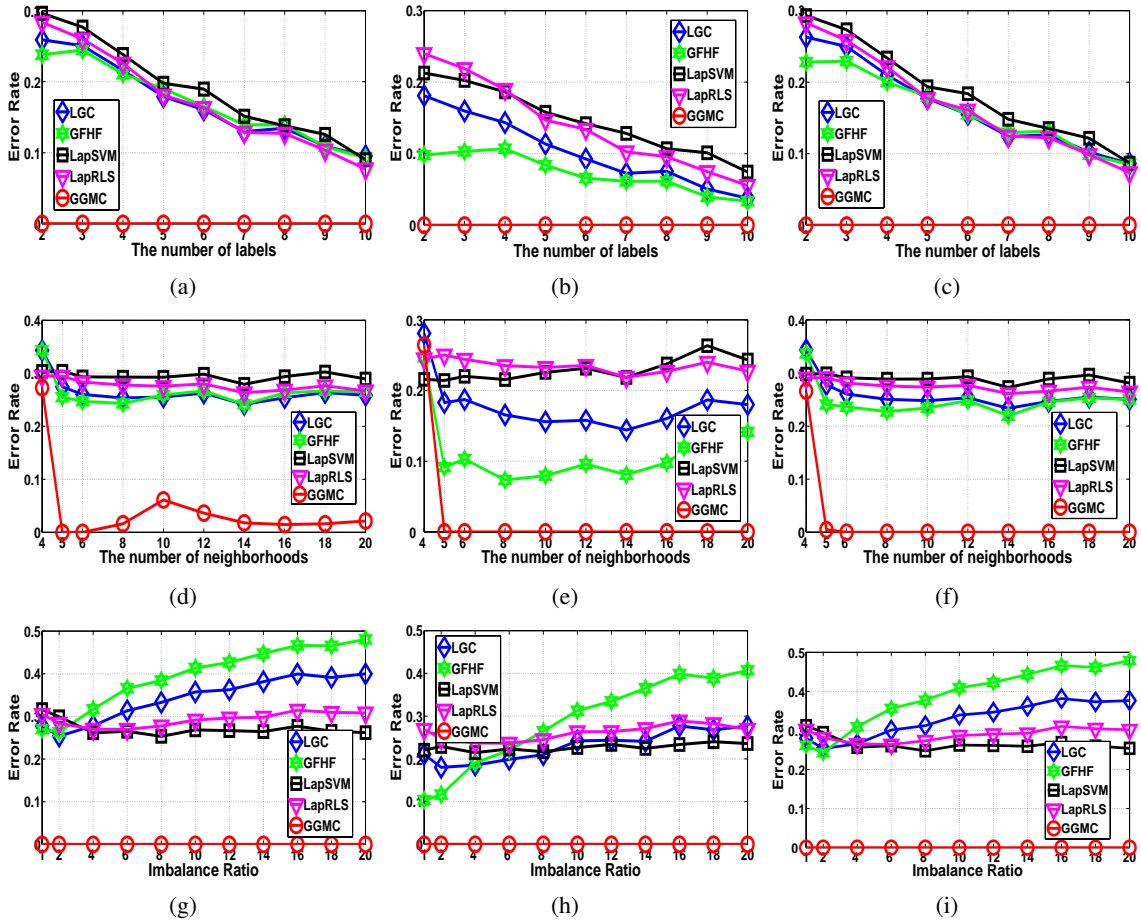 0.3
0.2
0.1
Error Rate
LGC
GFHF
LapSVM
LapRLS
GGMC
2 3 4 5 6 7 8 9 10
The number of labels
(a)
0.3
0.2
0.1
0
Error Rate
LGC
GFHF
LapSVM
LapRLS
GGMC
2 3 4 5 6 7 8 9 10
The number of labels
(b)
0.3
0.2
0.1
0
Error Rate
LGC
GFHF
LapSVM
LapRLS
GGMC
2 3 4 5 6 7 8 9 10
The number of labels
(c)
0.4
0.2
0.1
0
Error Rate
LGC
GFHF
LapSVM
LapRLS
GGMC
4 5 6 8 10 12 14 16 18 20
The number of neighborhoods
(d)
0.3
0.2
0.1
0
Error Rate
LGC
GFHF
LapSVM
LapRLS
GGMC
4 5 6 8 10 12 14 16 18 20
The number of neighborhoods
(e)
0.4
0.2
0.1
0
Error Rate
LGC
GFHF
LapSVM
LapRLS
GGMC
4 5 6 8 10 12 14 16 18 20
The number of neighborhoods
(f)
0.5
0.4
0.2
0.1
Error Rate
LGC
GFHF
LapSVM
LapRLS
GGMC
1 2 4 6 8 10 12 14 16 18 20
Imbalance Ratio
(g)
0.5
0.4
0.3
0.2
Error Rate
LGC
GFHF
LapSVM
LapRLS
GGMC
1 2 4 6 8 10 12 14 16 18 20
Imbalance Ratio
(h)
0.5
0.4
0.3
0.2
0.1
Error Rate
LGC
GFHF
LapSVM
LapRLS
GGMC
1 2 4 6 8 10 12 14 16 18 20
Imbalance Ratio
(i)